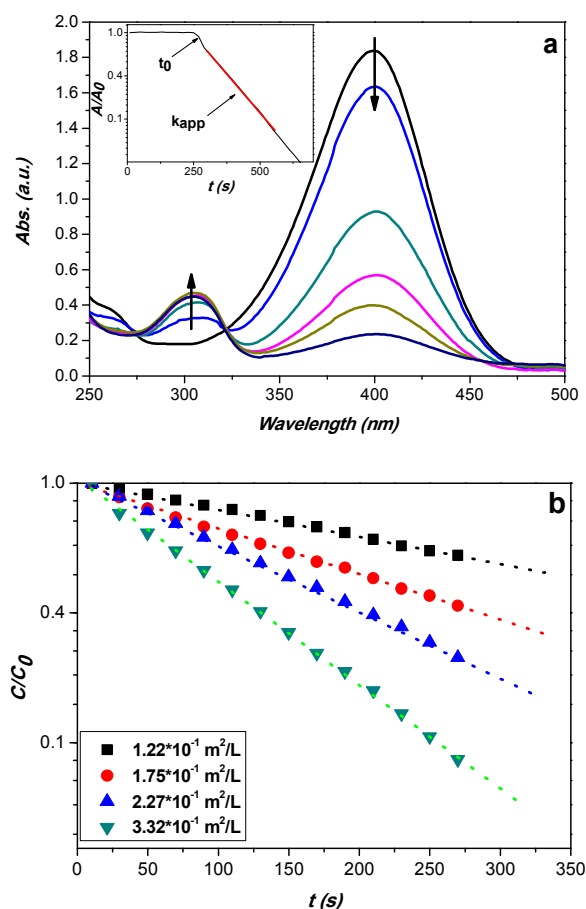 a
1.0
0.4
0.1
A/A0
t0
kapp
0 250 500
t (s)
2.0
1.8
1.6
1.4
1.2
1.0
0.8
0.6
0.4
0.2
0.0
Abs. (a.u.)
250 300 350 400 450 500
Wavelength (nm)
b
1.0
0.4
0.1
C/C0
1.22*10-1 m2/L
1.75*10-1 m2/L
2.27*10-1 m2/L
3.32*10-1 m2/L
0 50 100 150 200 250 300 350
t (s)